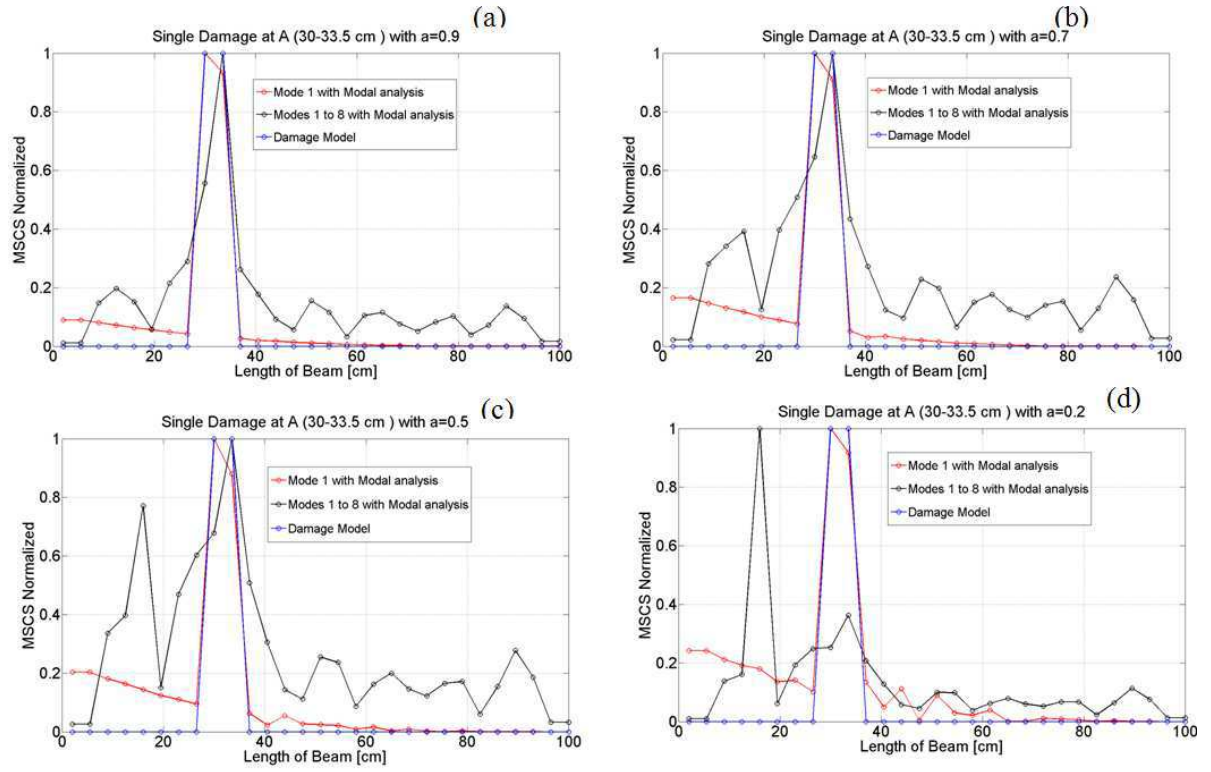 (a)
Single Damage at A (30-33.5 cm ) with a=0.9
1
0.8
0.6
0.4
0.2
0
MSCS Normalized
Mode 1 with Modal analysis
Modes 1 to 8 with Modal analysis
Damage Model
0 20 40 60 80 100
Length of Beam [cm]
(b)
Single Damage at A (30-33.5 cm ) with a=0.7
1
0.8
0.6
0.4
0.2
0
MSCS Normalized
Mode 1 with Modal analysis
Modes 1 to 8 with Modal analysis
Damage Model
0 20 40 60 80 100
Length of Beam [cm]
(c)
Single Damage at A (30-33.5 cm ) with a=0.5
1
0.8
0.6
0.4
0.2
0
MSCS Normalized
Mode 1 with Modal analysis
Modes 1 to 8 with Modal analysis
Damage Model
0 20 40 60 80 100
Length of Beam [cm]
(d)
Single Damage at A (30-33.5 cm ) with a=0.2
1
0.8
0.6
0.4
0.2
0
MSCS Normalized
Mode 1 with Modal analysis
Modes 1 to 8 with Modal analysis
Damage Model
0 20 40 60 80 100
Length of Beam [cm]